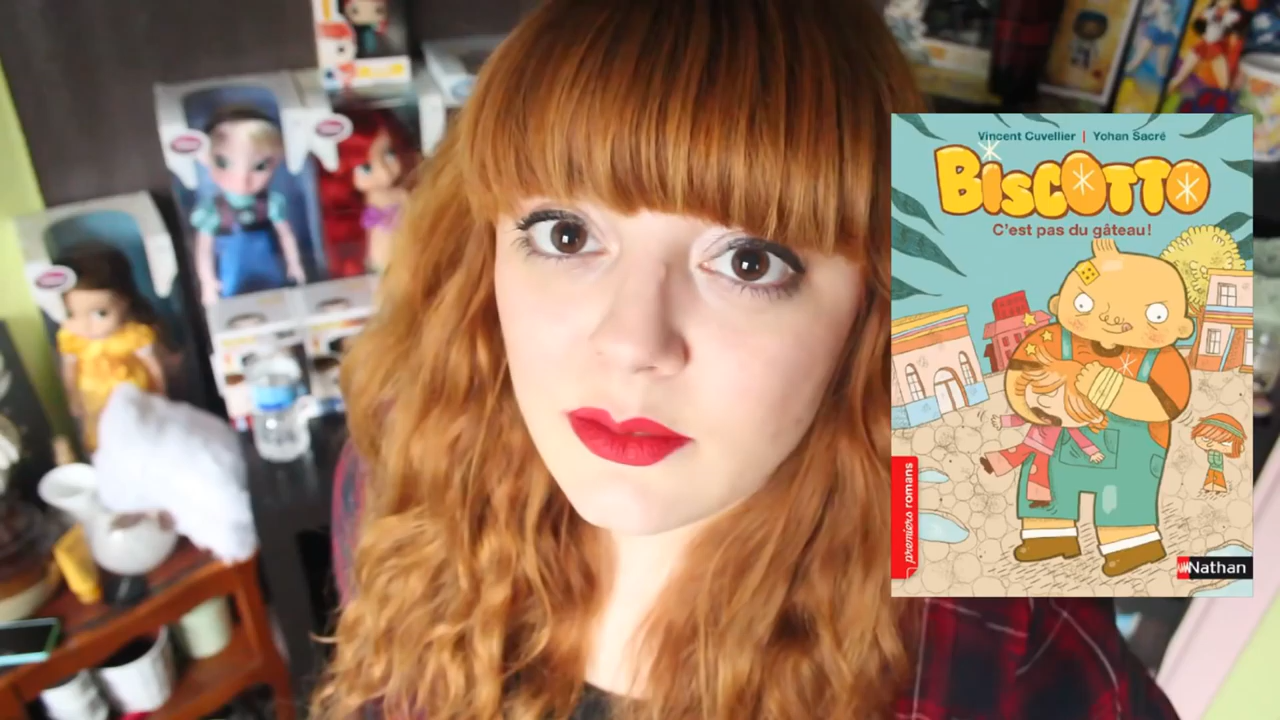 Vincent Cuvellier | Yohan Sacré
BISCOTTO
C'est pas du gâteau !
premiers romans
Nathan